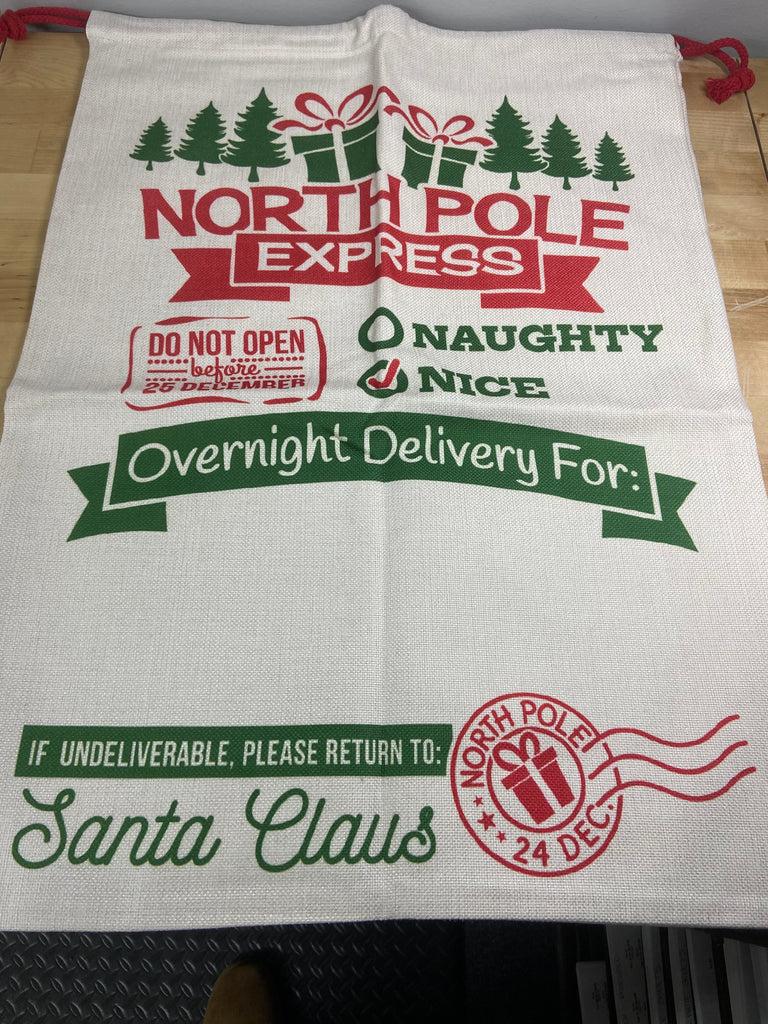 NORTH POLE
EXPRESS
DO NOT OPEN
before
25 DECEMBER
NAUGHTY
NICE
Overnight Delivery For:
IF UNDELIVERABLE, PLEASE RETURN TO:
Santa Claus
NORTH POLE
24 DEC.